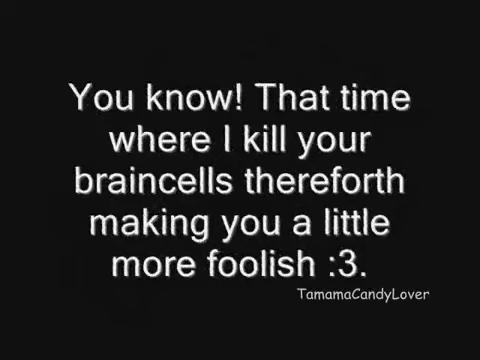 You know! That time
where I kill your
braincells thereforth
making you a little
more foolish :3.
TamamaCandyLover